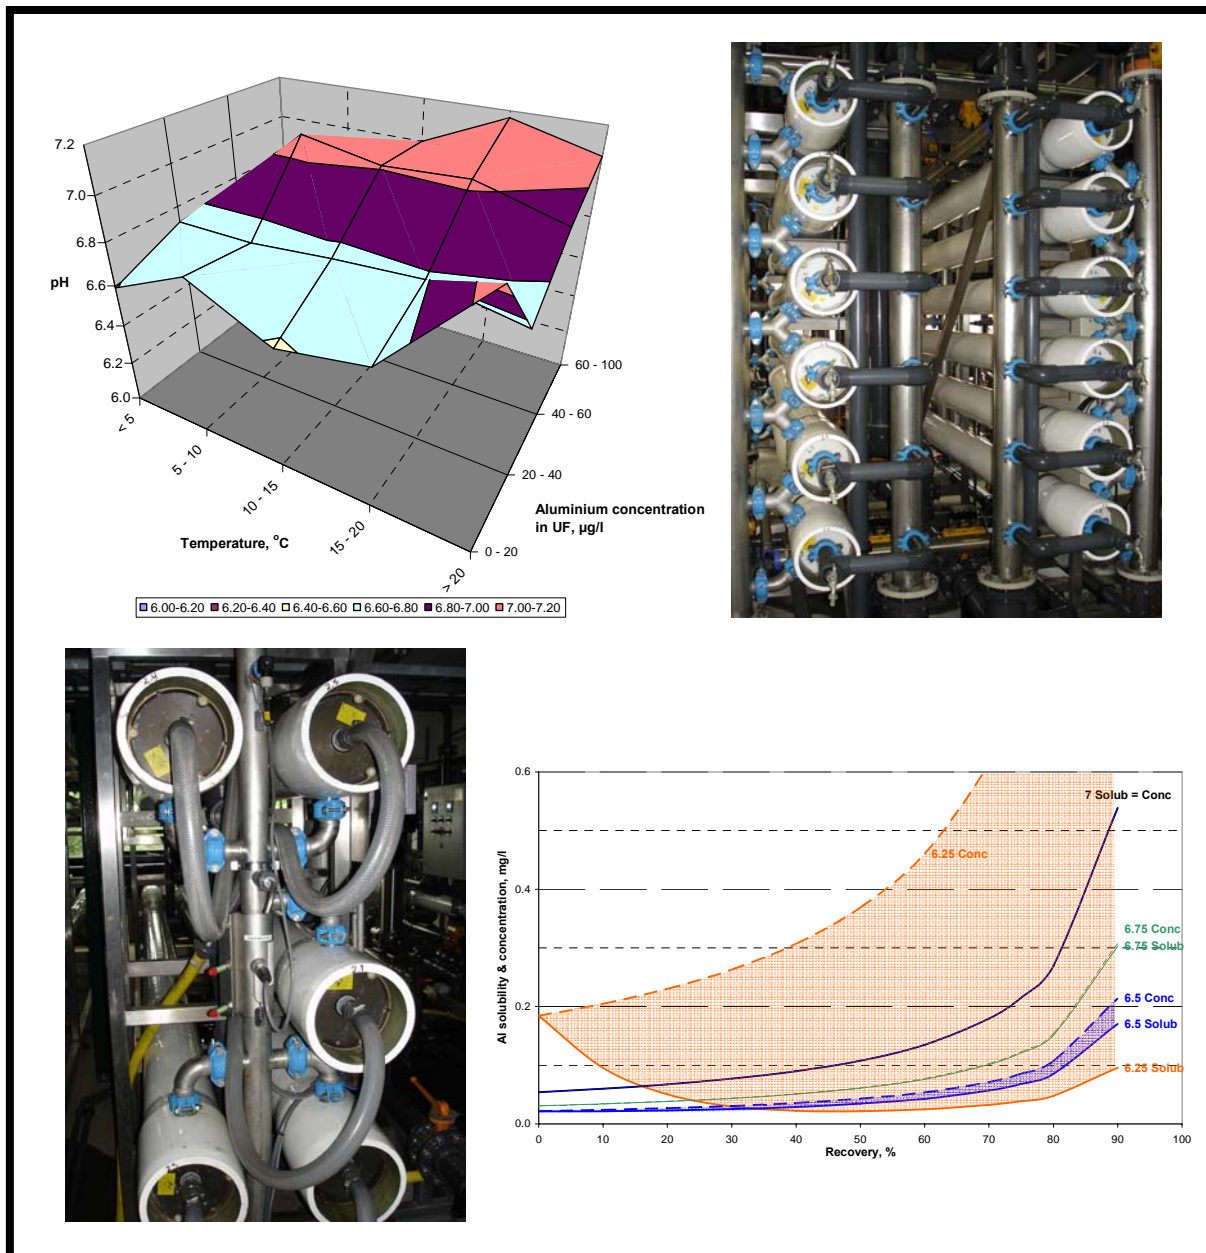 7.2
7.0
6.8
pH
6.6
6.4
6.2
6.0
< 5
5 - 10
10 - 15
15 - 20
> 20
60 - 100
40 - 60
20 - 40
0 - 20
Aluminium concentration
in UF, µg/l
Temperature, °C
6.00-6.20 6.20-6.40 6.40-6.60 6.60-6.80 6.80-7.00 7.00-7.20
2.1
0.6
7 Solub = Conc
6.25 Conc
0.4
6.75 Conc
6.75 Solub
6.5 Conc
6.5 Solub
6.25 Solub
0.2
0.0
Al solubility & concentration, mg/l
0 10 20 30 40 50 60 70 80 90 100
Recovery, %